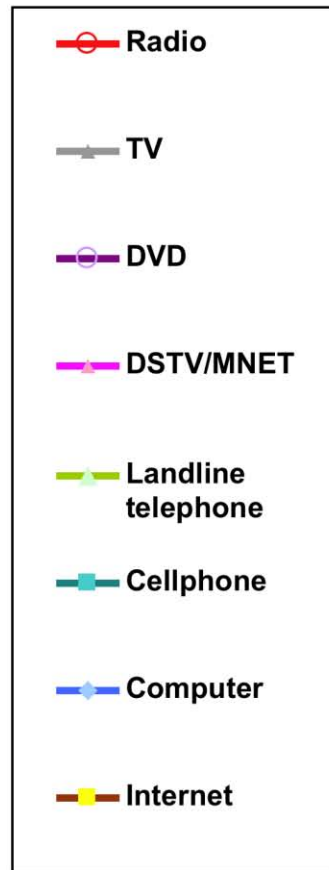 Radio
TV
DVD
DSTV/MNET
Landline
telephone
Cellphone
Computer
Internet